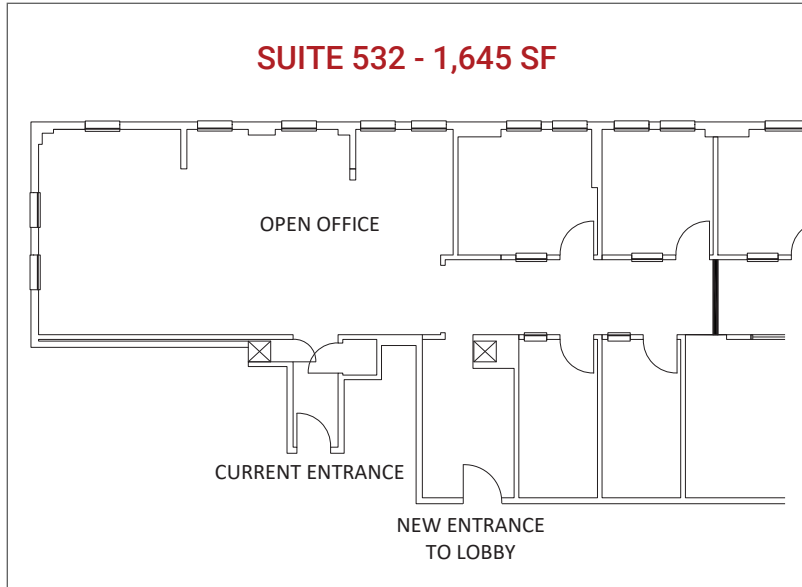 SUITE 532 - 1,645 SF
OPEN OFFICE
CURRENT ENTRANCE
NEW ENTRANCE
TO LOBBY